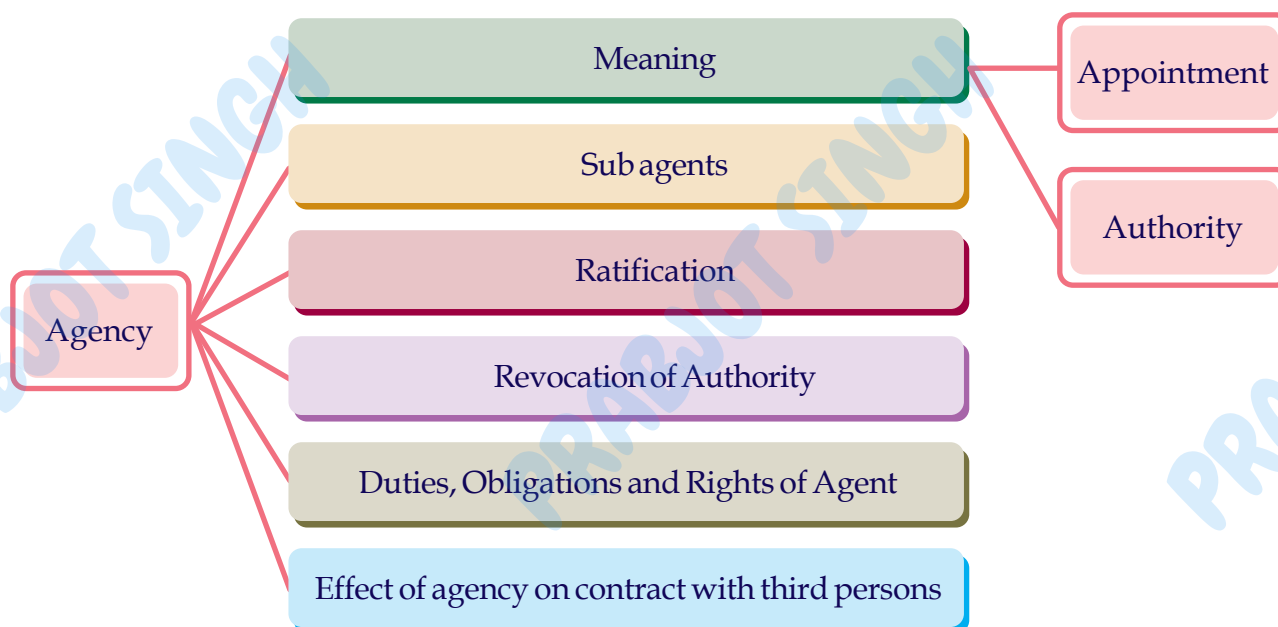 Meaning
Appointment
Sub agents
Authority
Ratification
Agency
Revocation of Authority
Duties, Obligations and Rights of Agent
Effect of agency on contract with third persons
PRABJOT SINGH
PRABJOT SINGH
PRA